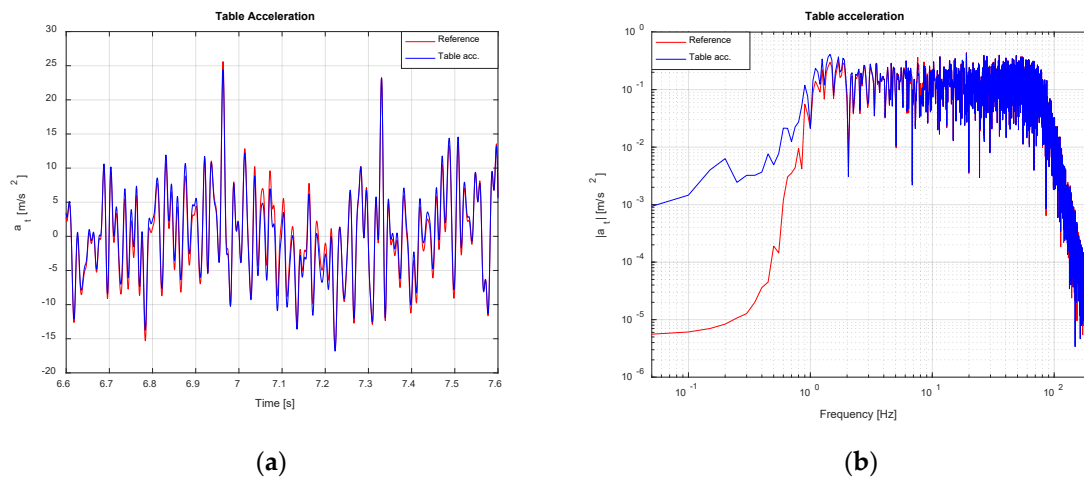 Table Acceleration
Reference
Table acc.
30
25
20
15
10
5
0
-5
-10
-15
-20
a t [m/s 2 ]
6.6 6.7 6.8 6.9 7 7.1 7.2 7.3 7.4 7.5 7.6
Time [s]
(a)
Table acceleration
Reference
Table acc.
10 0
10 -1
10 -2
10 -3
10 -4
10 -5
10 -6
|a t | [m/s 2 ]
10 -1 10 0 10 1 10 2
Frequency [Hz]
(b)